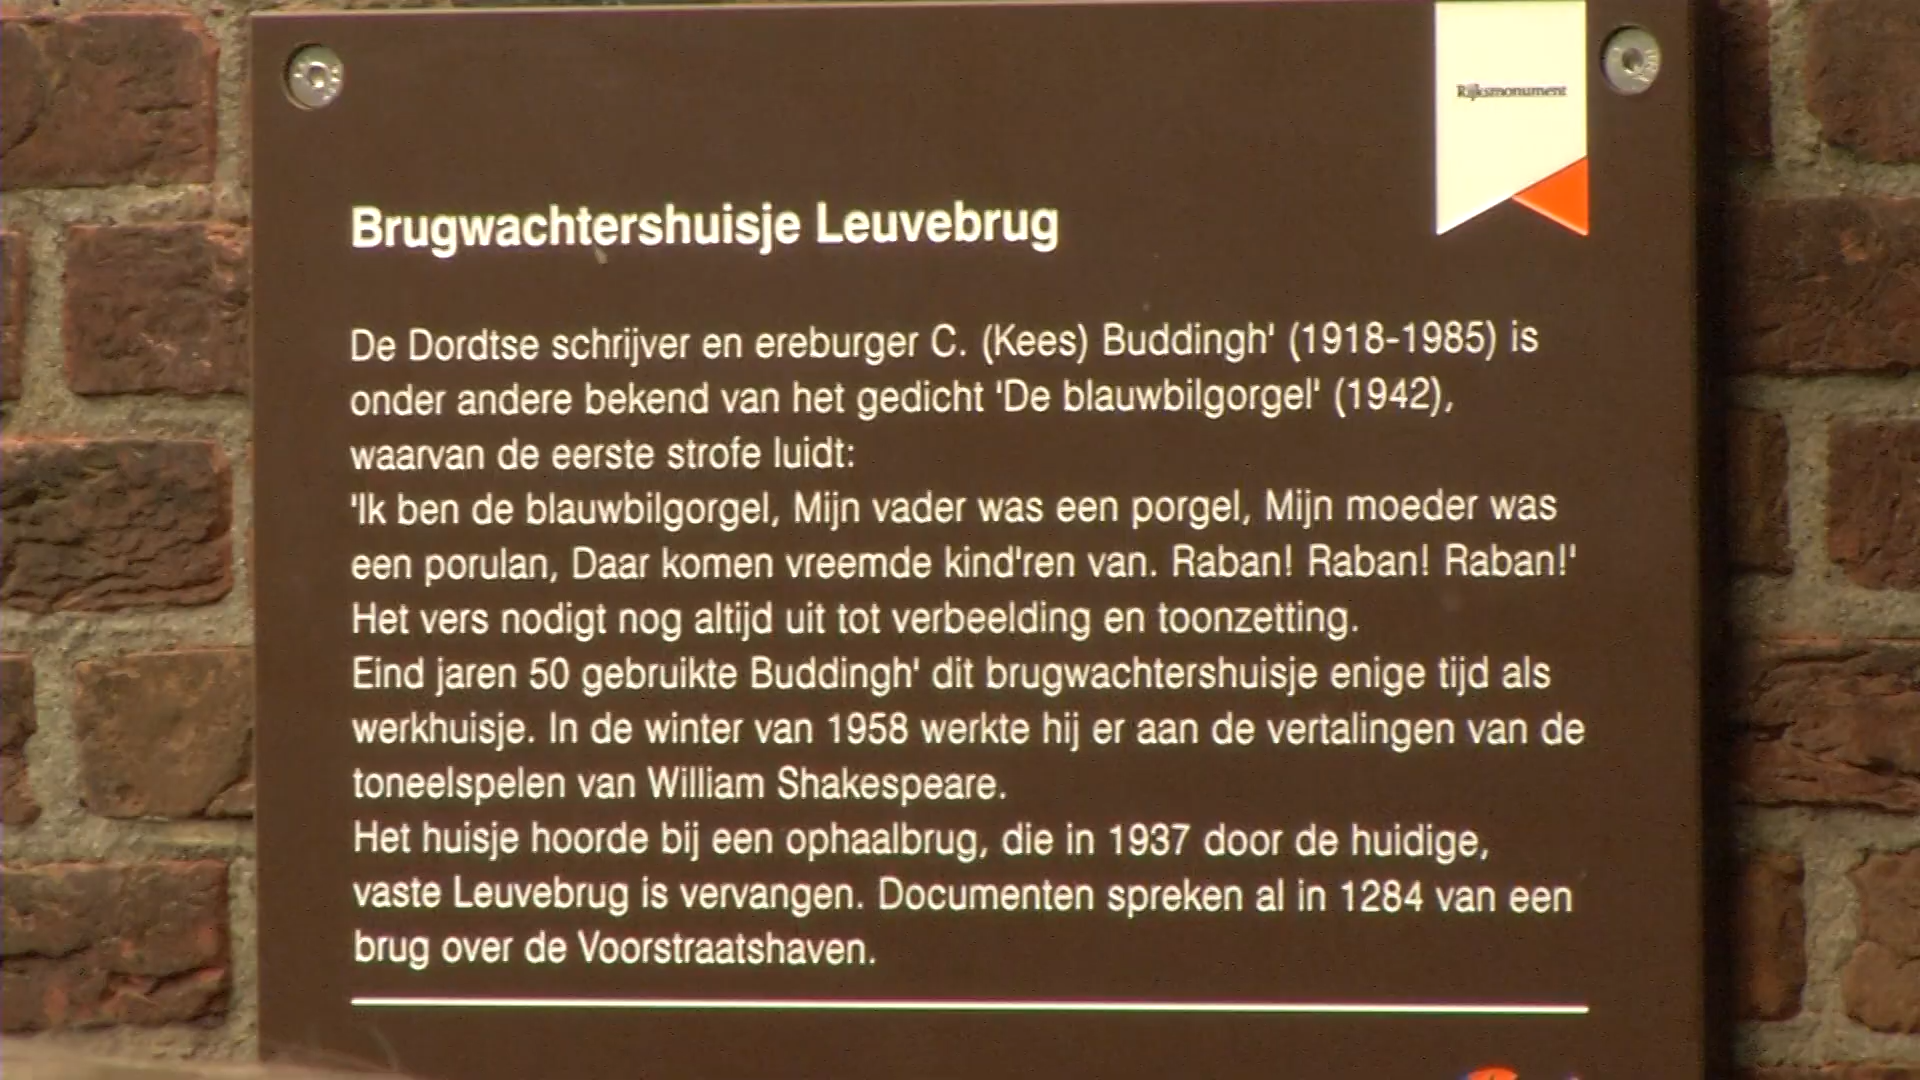 Rijksmonument
Brugwachtershuisje Leuvebrug
De Dordtse schrijver en ereburger C. (Kees) Buddingh' (1918-1985) is
onder andere bekend van het gedicht 'De blauwbilgorgel' (1942),
waarvan de eerste strofe luidt:
'Ik ben de blauwbilgorgel, Mijn vader was een porgel, Mijn moeder was
een porulan, Daar komen vreemde kind'ren van. Raban! Raban! Raban!'
Het vers nodigt nog altijd uit tot verbeelding en toonzetting.
Eind jaren 50 gebruikte Buddingh' dit brugwachtershuisje enige tijd als
werkhuisje. In de winter van 1958 werkte hij er aan de vertalingen van de
toneelspelen van William Shakespeare.
Het huisje hoorde bij een ophaalbrug, die in 1937 door de huidige,
vaste Leuvebrug is vervangen. Documenten spreken al in 1284 van een
brug over de Voorstraatshaven.